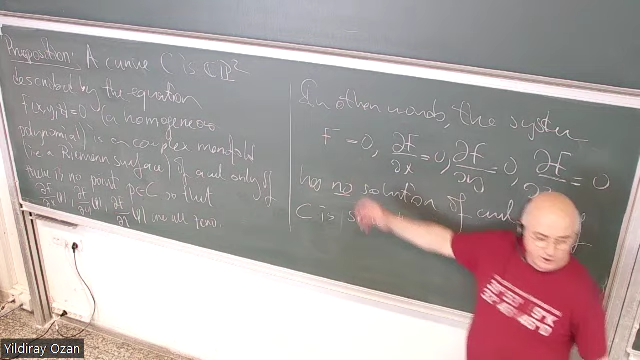 Proposition: A curve C in ℂP²
described by the equation
F(x,y,z)=0 (a homogeneous
polynomial) is a complex manifold
(i.e. a Riemann surface) if and only if
there is no point p∈C so that
∂F/∂x (p), ∂F/∂y (p), ∂F/∂z (p) are all zero.
In other words, the system
F=0, ∂F/∂x=0, ∂F/∂y=0, =0
has no solution if and
C is
Yildiray Ozan